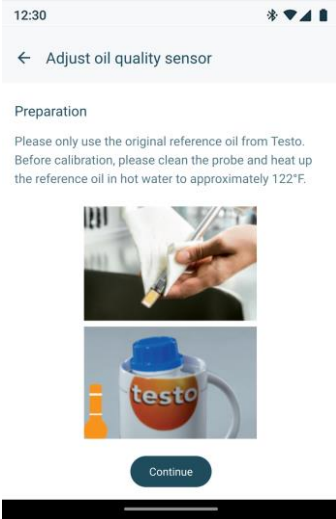 12:30
Adjust oil quality sensor
Preparation
Please only use the original reference oil from Testo.
Before calibration, please clean the probe and heat up
the reference oil in hot water to approximately 122°F.
testo
Continue